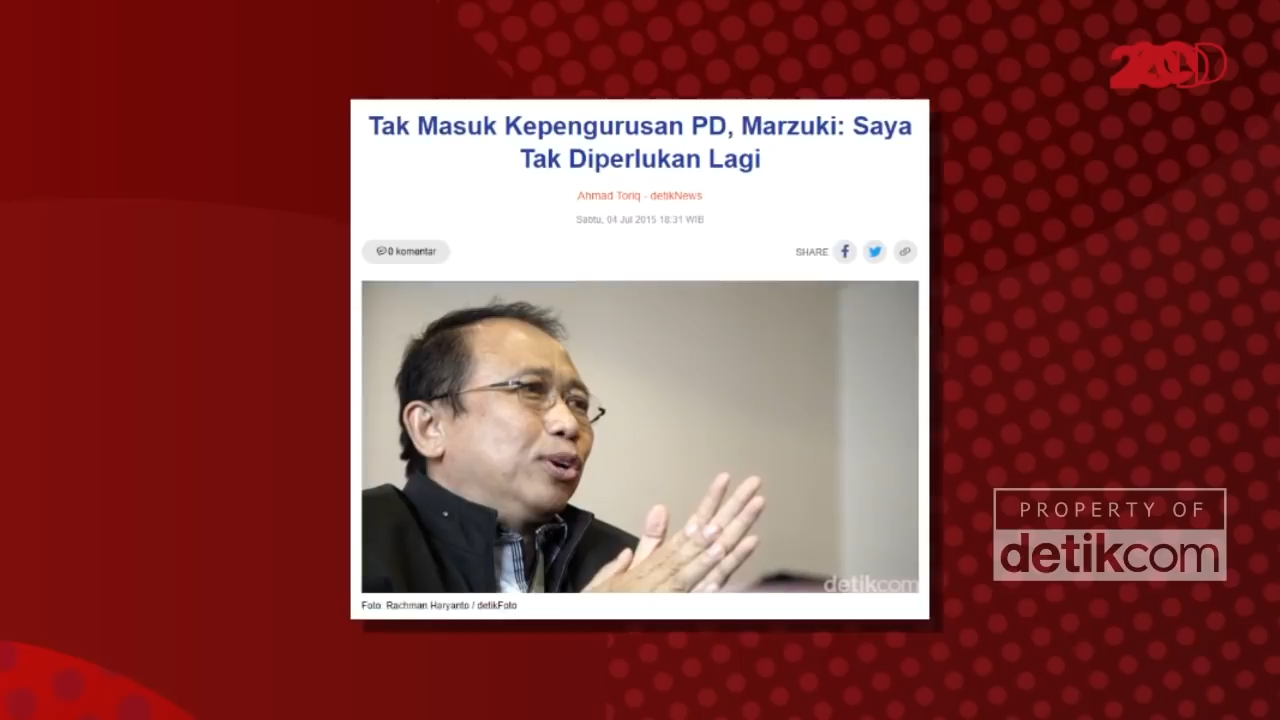 Tak Masuk Kepengurusan PD, Marzuki: Saya
Tak Diperlukan Lagi
Ahmad Toriq - detikNews
Sabtu, 04 Jul 2015 18:31 WIB
0 komentar
SHARE
detikcom
Foto: Rachman Haryanto / detikFoto
PROPERTY OF
detikcom